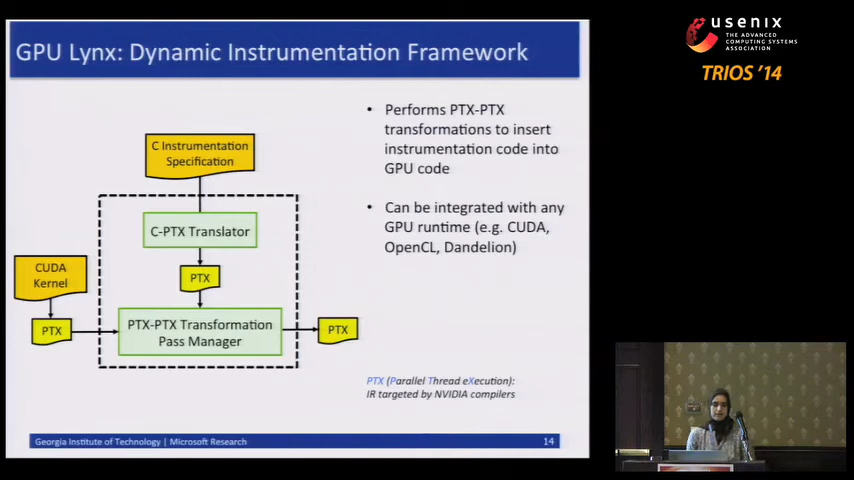 GPU Lynx: Dynamic Instrumentation Framework
C Instrumentation
Specification
C-PTX Translator
PTX
CUDA
Kernel
PTX
PTX-PTX Transformation
Pass Manager
PTX
• Performs PTX-PTX
transformations to insert
instrumentation code into
GPU code
• Can be integrated with any
GPU runtime (e.g. CUDA,
OpenCL, Dandelion)
PTX (Parallel Thread eXecution):
IR targeted by NVIDIA compilers
Georgia Institute of Technology | Microsoft Research
14
usenix
THE ADVANCED
COMPUTING SYSTEMS
ASSOCIATION
TRIOS '14